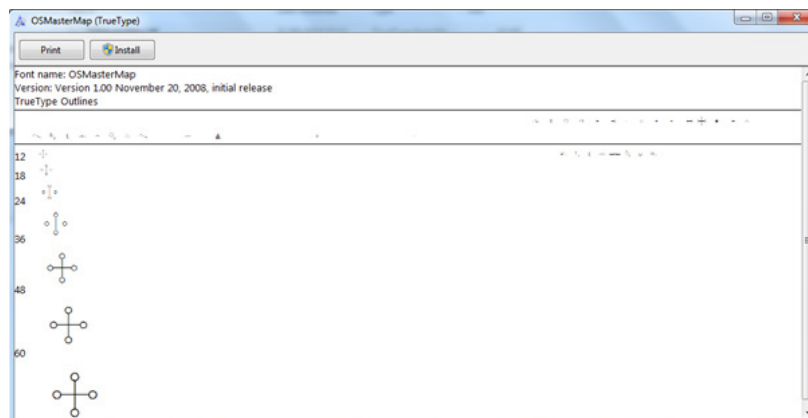 OSMasterMap (TrueType)
Print Install
Font name: OSMasterMap
Version: Version 1.00 November 20, 2008, initial release
TrueType Outlines
12
18
24
36
48
60